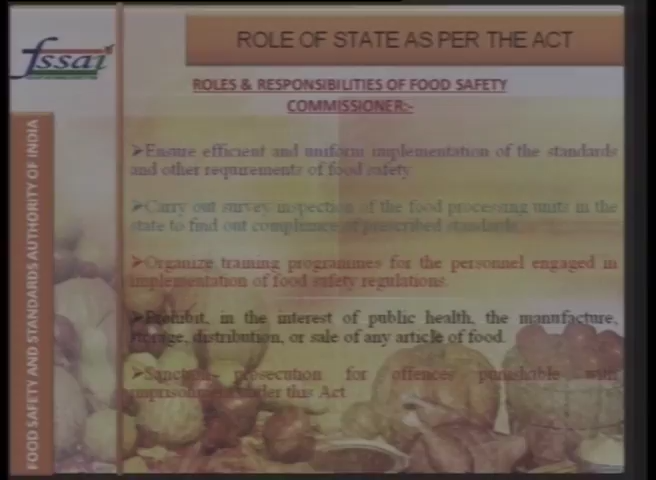 fssai
ROLE OF STATE AS PER THE ACT
ROLES & RESPONSIBILITIES OF FOOD SAFETY
COMMISSIONER:-
➢Ensure efficient and uniform implementation of the standards
and other requirements of food safety
➢Carry out survey inspection of the food processing units in the
state to find out compliance of prescribed standards.
➢Organize training programmes for the personnel engaged in
implementation of food safety regulations.
➢Prohibit, in the interest of public health, the manufacture,
storage, distribution, or sale of any article of food.
➢Sanction prosecution for offences punishable with
imprisonment under this Act
FOOD SAFETY AND STANDARDS AUTHORITY OF INDIA